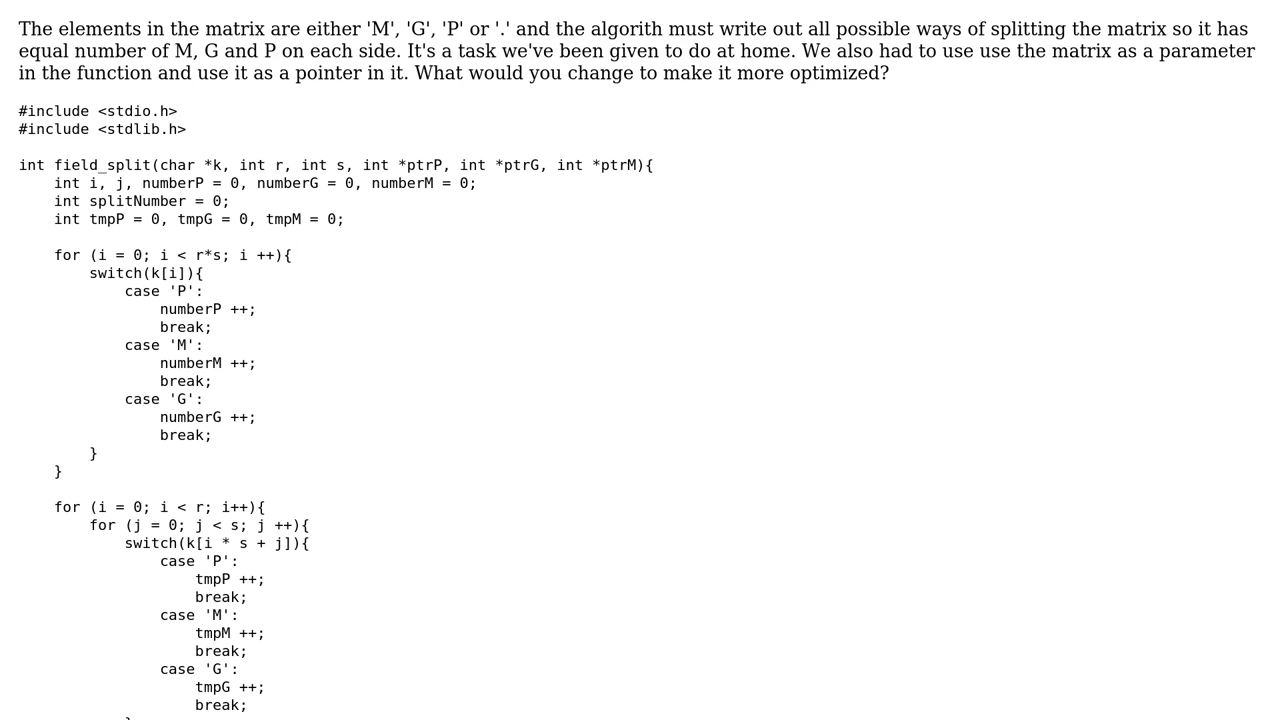 The elements in the matrix are either 'M', 'G', 'P' or '.' and the algorith must write out all possible ways of splitting the matrix so it has
equal number of M, G and P on each side. It's a task we've been given to do at home. We also had to use use the matrix as a parameter
in the function and use it as a pointer in it. What would you change to make it more optimized?
#include <stdio.h>
#include <stdlib.h>
int field_split(char *k, int r, int s, int *ptrP, int *ptrG, int *ptrM){
    int i, j, numberP = 0, numberG = 0, numberM = 0;
    int splitNumber = 0;
    int tmpP = 0, tmpG = 0, tmpM = 0;
    for (i = 0; i < r*s; i ++){
        switch(k[i]){
            case 'P':
                numberP ++;
                break;
            case 'M':
                numberM ++;
                break;
            case 'G':
                numberG ++;
                break;
        }
    }
    for (i = 0; i < r; i++){
        for (j = 0; j < s; j ++){
            switch(k[i * s + j]){
                case 'P':
                    tmpP ++;
                    break;
                case 'M':
                    tmpM ++;
                    break;
                case 'G':
                    tmpG ++;
                    break;